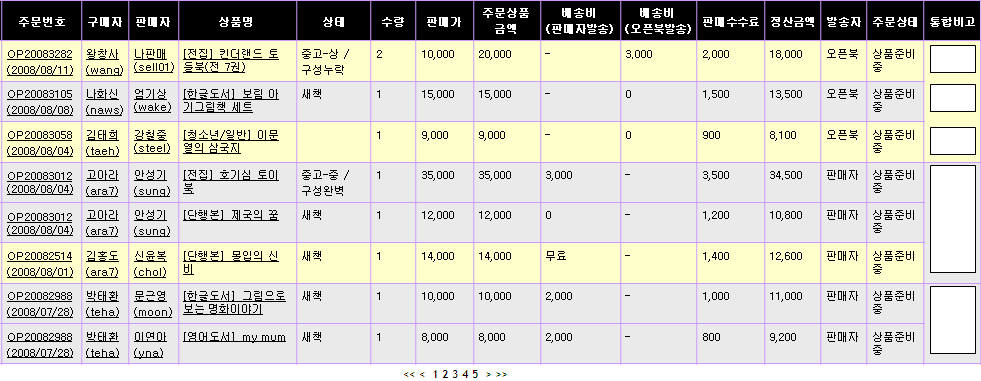 주문번호 구매자 판매자 상품명 상태 수량 판매가 주문상품 금액 배송비 (판매자발송) 배송비 (오픈북발송) 판매수수료 정산금액 발송자 주문상태 통합비고
OP20083282 왕창사 나판매 [전집] 킨더랜드 토 중고-상 / 2 10,000 20,000 - 3,000 2,000 18,000 오픈북 상품준비
(2008/08/11) (wang) (sell01) 들북(전 7권) 구성누락 중
OP20083105 나화신 엄기상 [한글도서] 보림 아 새책 1 15,000 15,000 - 0 1,500 13,500 오픈북 상품준비
(2008/08/08) (naws) (wake) 기그림책 세트 중
OP20083058 김태희 강철중 [청소년/일반] 이문 1 9,000 9,000 - 0 900 8,100 오픈북 상품준비
(2008/08/04) (taeh) (steel) 열의 삼국지 중
OP20083012 고아라 안성기 [전집] 호기심 토이 중고-중 / 1 35,000 35,000 3,000 - 3,500 34,500 판매자 상품준비
(2008/08/04) (ara7) (sung) 북 구성완벽 중
OP20083012 고아라 안성기 [단행본] 제국의 꿈 새책 1 12,000 12,000 0 - 1,200 10,800 판매자 상품준비
(2008/08/04) (ara7) (sung) 중
OP20082514 김홍도 신윤복 [단행본] 몰입의 신 새책 1 14,000 14,000 무료 - 1,400 12,600 판매자 상품준비
(2008/08/01) (ara7) (chol) 비 중
OP20082988 박태환 문근영 [한글도서] 그림으로 새책 1 10,000 10,000 2,000 - 1,000 11,000 판매자 상품준비
(2008/07/28) (teha) (moon) 보는 명화이야기 중
OP20082988 박태환 이연아 [영어도서] my mum 새책 1 8,000 8,000 2,000 - 800 9,200 판매자 상품준비
(2008/07/28) (teha) (yna) 중
<< < 1 2 3 4 5 > >>